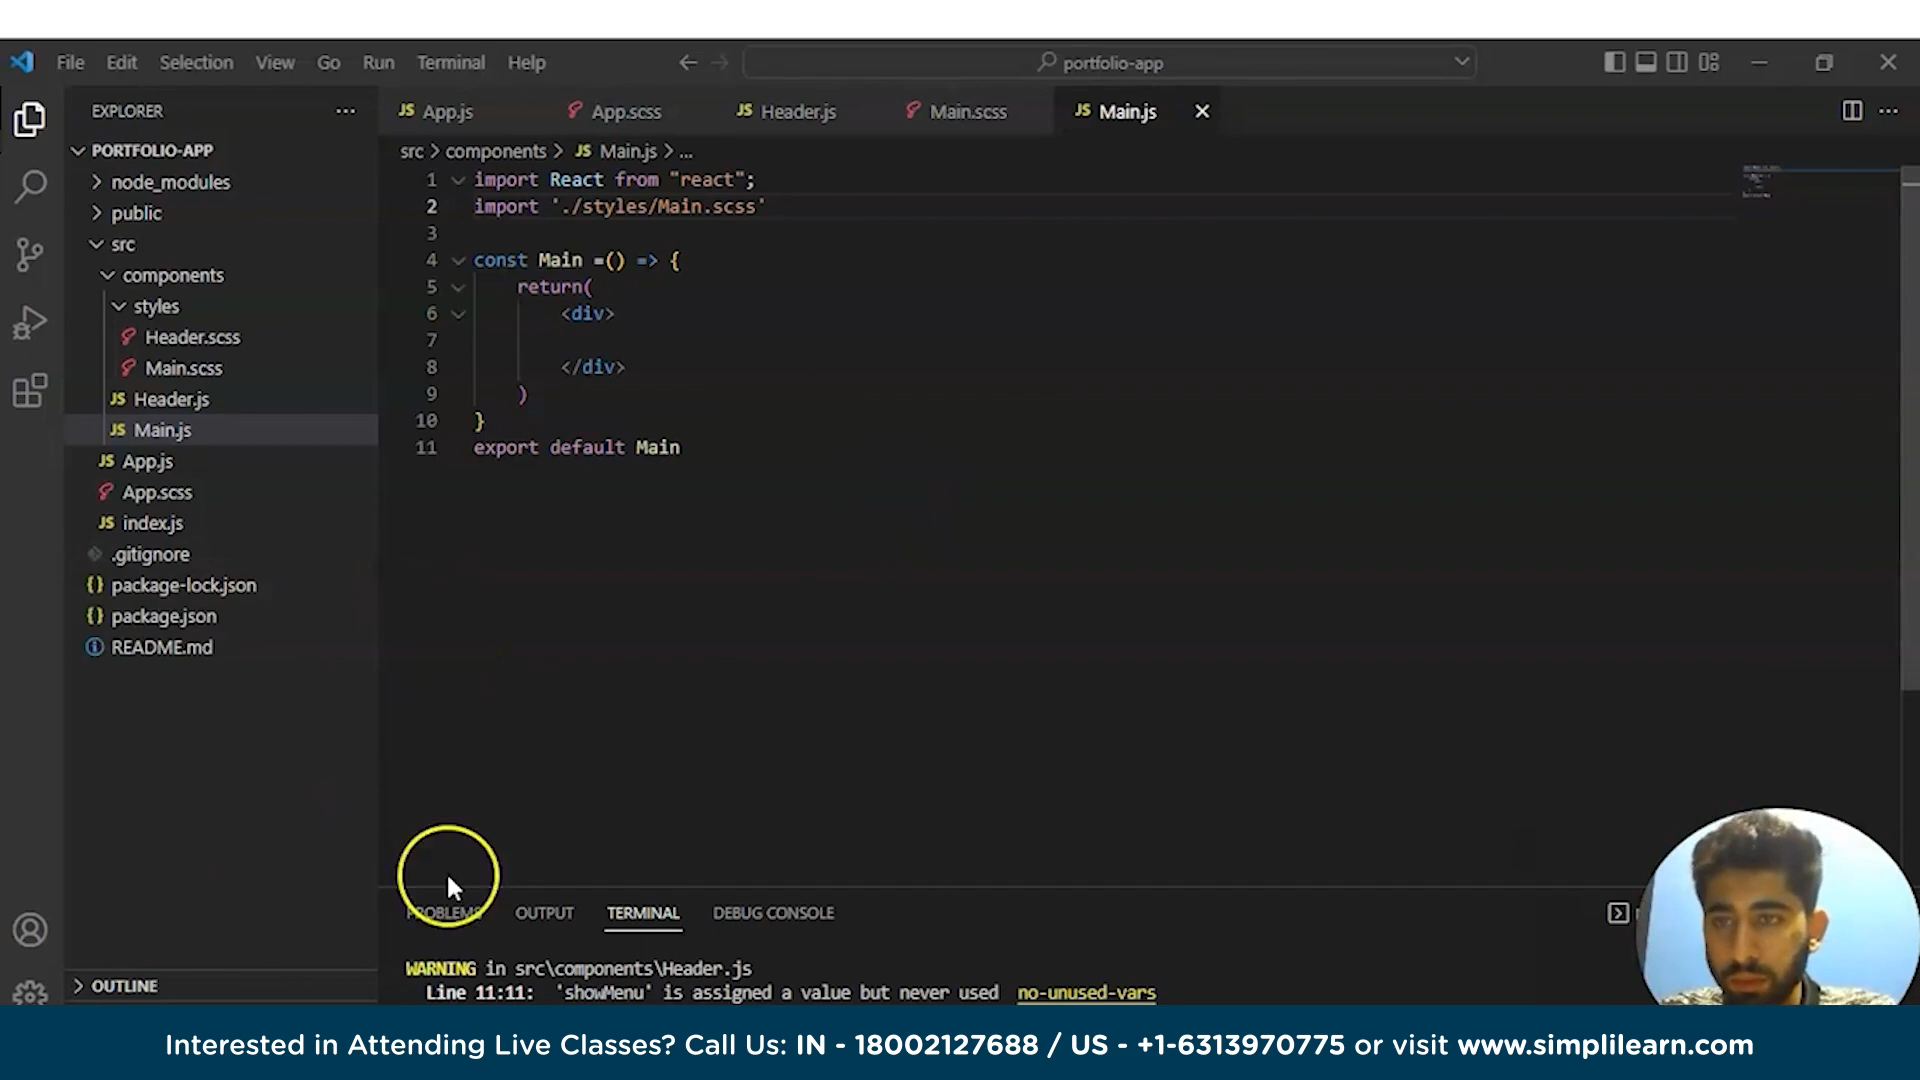 File Edit Selection View Go Run Terminal Help portfolio-app
EXPLORER
PORTFOLIO-APP
node_modules
public
src
components
styles
Header.scss
Main.scss
Header.js
Main.js
App.js
App.scss
index.js
.gitignore
package-lock.json
package.json
README.md
OUTLINE
JS App.js App.scss JS Header.js Main.scss JS Main.js
src > components > JS Main.js > ...
1 import React from "react";
2 import './styles/Main.scss'
3
4 const Main =() => {
5 return(
6 <div>
7
8 </div>
9 )
10 }
11 export default Main
PROBLEMS OUTPUT TERMINAL DEBUG CONSOLE
WARNING in src\components\Header.js
Line 11:11: 'showMenu' is assigned a value but never used no-unused-vars
Interested in Attending Live Classes? Call Us: IN - 18002127688 / US - +1-6313970775 or visit www.simplilearn.com